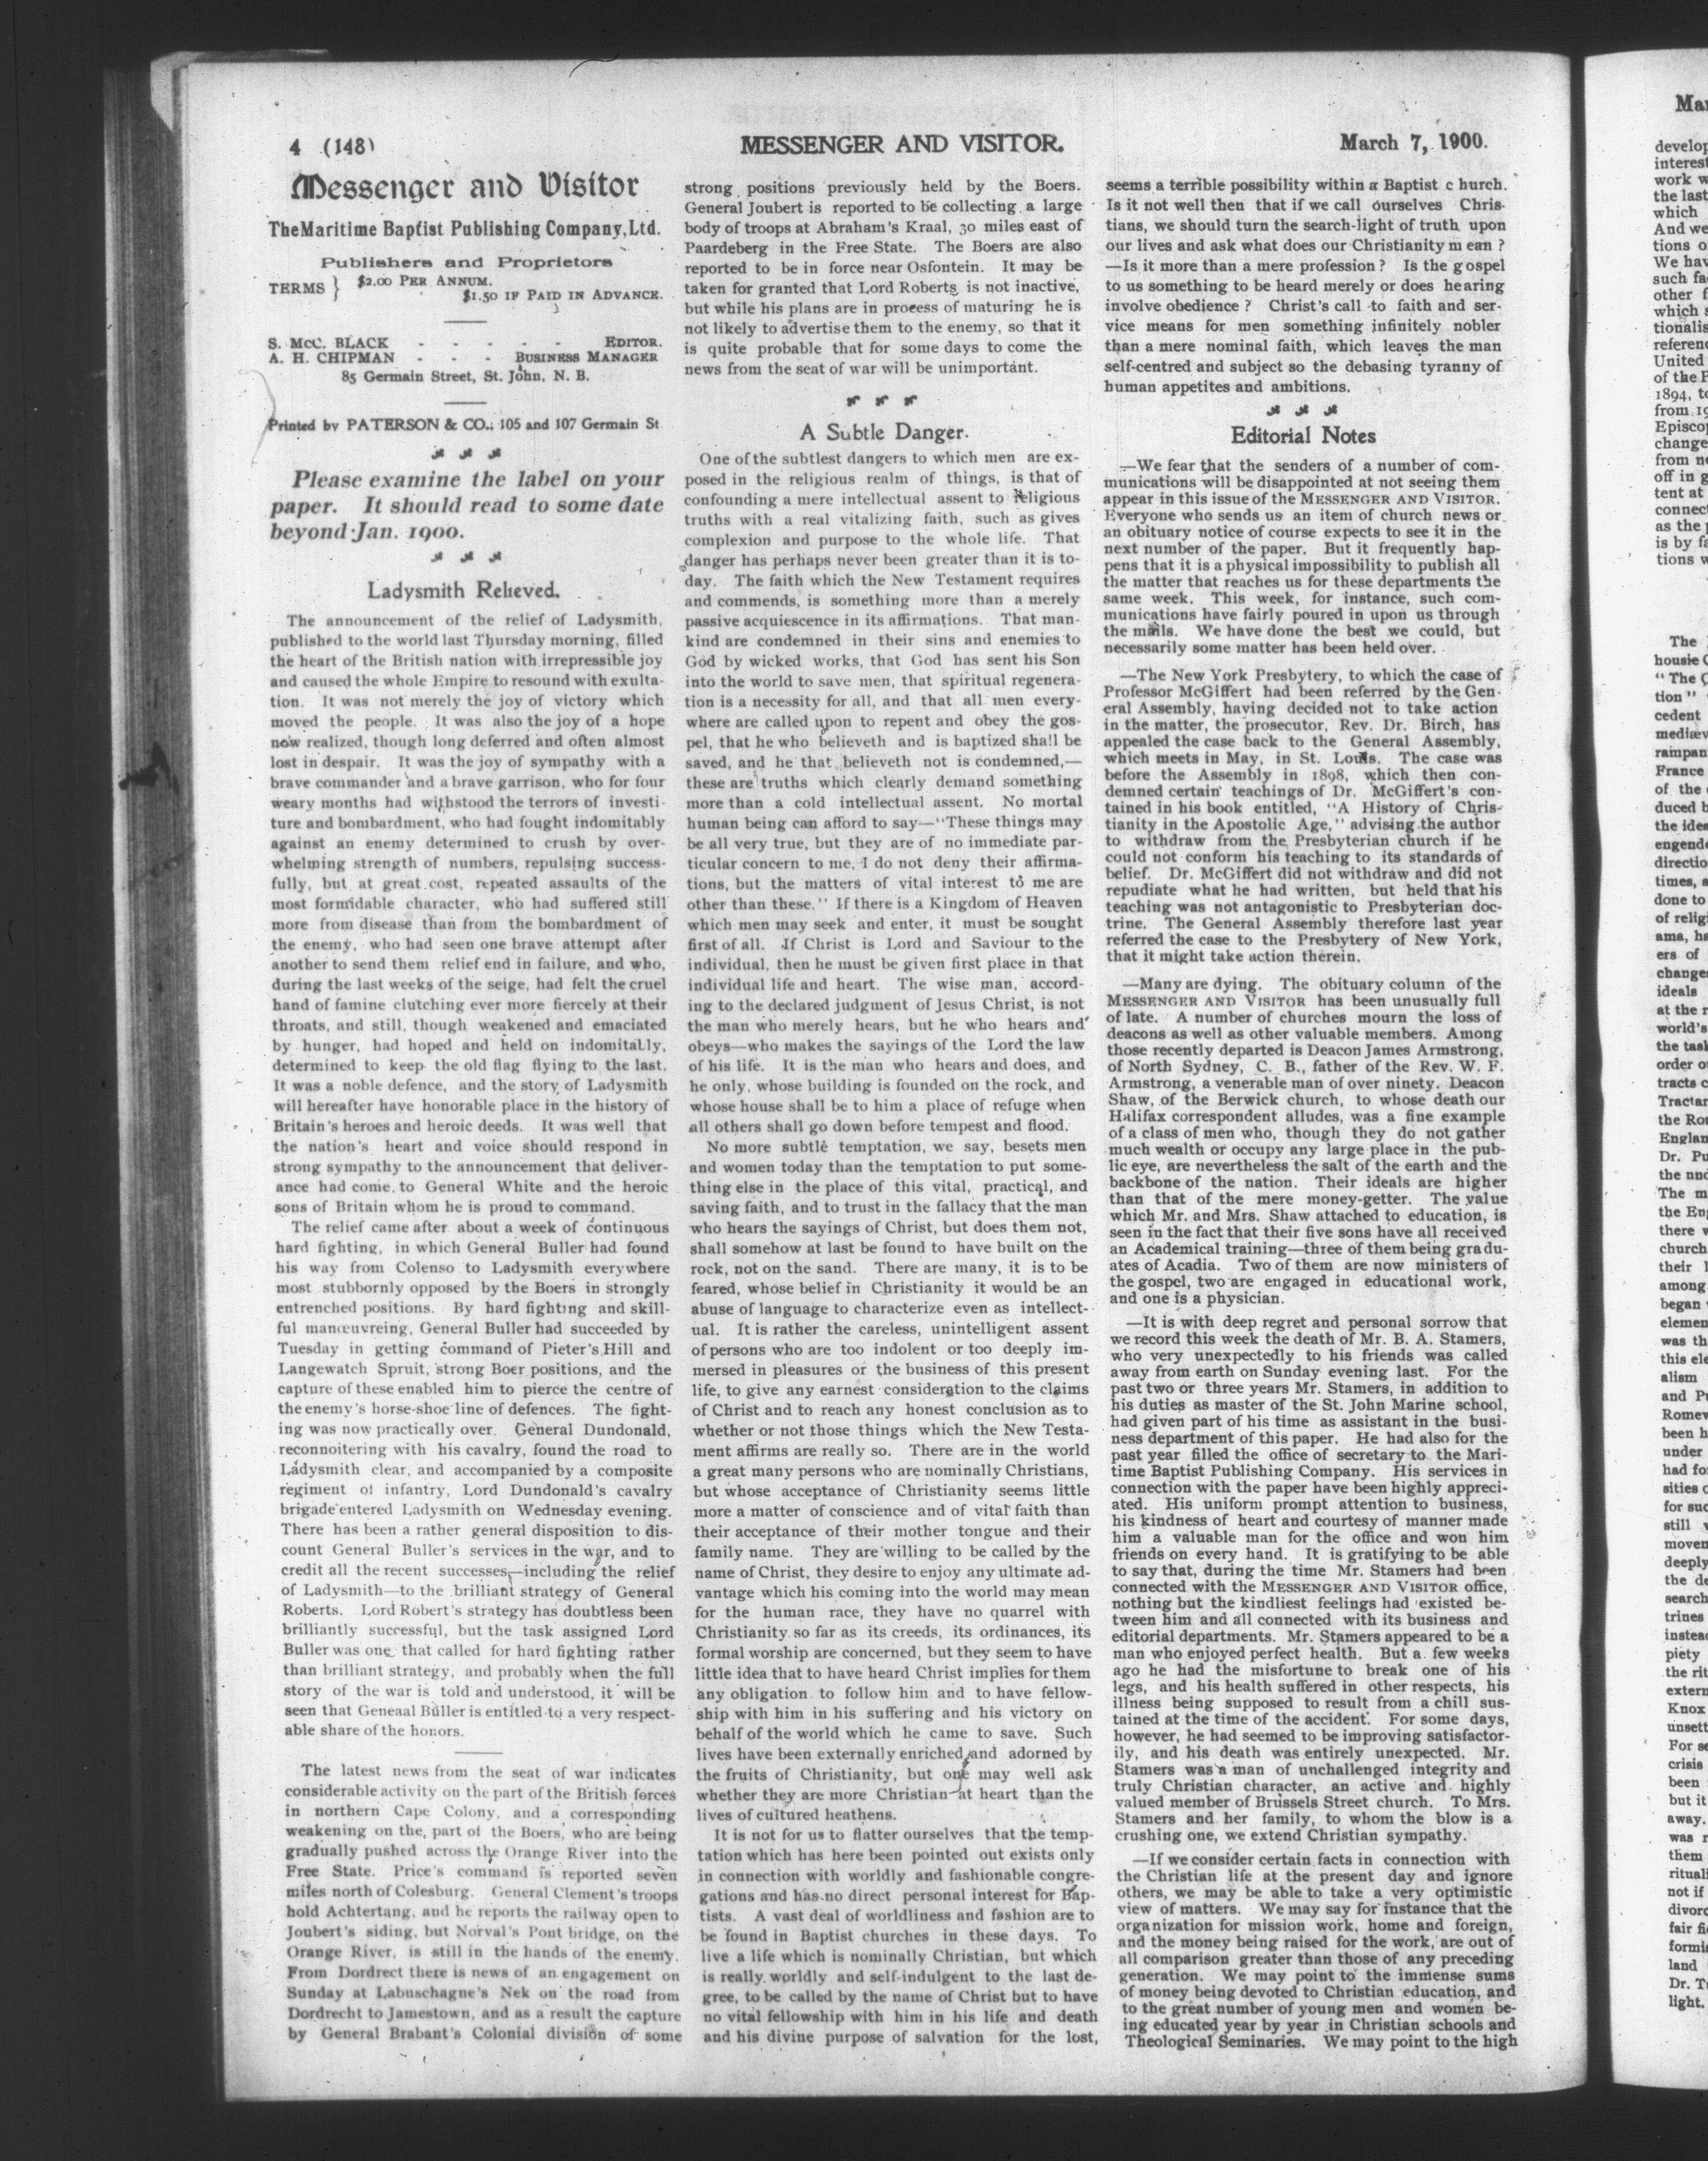 4 (148)
MESSENGER AND VISITOR.
March 7, 1900.
Messenger and Visitor
The Maritime Baptist Publishing Company, Ltd.
Publishers and Proprietors
TERMS } $2.00 PER ANNUM.
$1.50 IF PAID IN ADVANCE.
S. MCC. BLACK - - - - - EDITOR.
A. H. CHIPMAN - - - BUSINESS MANAGER
85 Germain Street, St. John, N. B.
Printed by PATERSON & CO., 105 and 107 Germain St
Please examine the label on your
paper. It should read to some date
beyond Jan. 1900.
Ladysmith Relieved.
The announcement of the relief of Ladysmith,
published to the world last Thursday morning, filled
the heart of the British nation with irrepressible joy
and caused the whole Empire to resound with exulta-
tion. It was not merely the joy of victory which
moved the people. It was also the joy of a hope
now realized, though long deferred and often almost
lost in despair. It was the joy of sympathy with a
brave commander and a brave garrison, who for four
weary months had withstood the terrors of investi-
ture and bombardment, who had fought indomitably
against an enemy determined to crush by over-
whelming strength of numbers, repulsing success-
fully, but at great cost, repeated assaults of the
most formidable character, who had suffered still
more from disease than from the bombardment of
the enemy, who had seen one brave attempt after
another to send them relief end in failure, and who,
during the last weeks of the seige, had felt the cruel
hand of famine clutching ever more fiercely at their
throats, and still, though weakened and emaciated
by hunger, had hoped and held on indomitally,
determined to keep the old flag flying to the last.
It was a noble defence, and the story of Ladysmith
will hereafter have honorable place in the history of
Britain's heroes and heroic deeds. It was well that
the nation's heart and voice should respond in
strong sympathy to the announcement that deliver-
ance had come to General White and the heroic
sons of Britain whom he is proud to command.
The relief came after about a week of continuous
hard fighting, in which General Buller had found
his way from Colenso to Ladysmith everywhere
most stubbornly opposed by the Boers in strongly
entrenched positions. By hard fighting and skill-
ful manœuvreing, General Buller had succeeded by
Tuesday in getting command of Pieter's Hill and
Langewatch Spruit, strong Boer positions, and the
capture of these enabled him to pierce the centre of
the enemy's horse-shoe line of defences. The fight-
ing was now practically over. General Dundonald,
reconnoitering with his cavalry, found the road to
Ladysmith clear, and accompanied by a composite
regiment of infantry, Lord Dundonald's cavalry
brigade entered Ladysmith on Wednesday evening.
There has been a rather general disposition to dis-
count General Buller's services in the war, and to
credit all the recent successes,—including the relief
of Ladysmith—to the brilliant strategy of General
Roberts. Lord Robert's strategy has doubtless been
brilliantly successful, but the task assigned Lord
Buller was one that called for hard fighting rather
than brilliant strategy, and probably when the full
story of the war is told and understood, it will be
seen that Geneaal Buller is entitled to a very respect-
able share of the honors.
The latest news from the seat of war indicates
considerable activity on the part of the British forces
in northern Cape Colony, and a corresponding
weakening on the part of the Boers, who are being
gradually pushed across the Orange River into the
Free State. Price's command is reported seven
miles north of Colesburg. General Clement's troops
hold Achtertang, and he reports the railway open to
Joubert's siding, but Norval's Pont bridge, on the
Orange River, is still in the hands of the enemy.
From Dordrect there is news of an engagement on
Sunday at Labuschagne's Nek on the road from
Dordrecht to Jamestown, and as a result the capture
by General Brabant's Colonial division of some
strong positions previously held by the Boers.
General Joubert is reported to be collecting a large
body of troops at Abraham's Kraal, 30 miles east of
Paardeberg in the Free State. The Boers are also
reported to be in force near Osfontein. It may be
taken for granted that Lord Roberts is not inactive,
but while his plans are in process of maturing he is
not likely to advertise them to the enemy, so that it
is quite probable that for some days to come the
news from the seat of war will be unimportant.
A Subtle Danger.
One of the subtlest dangers to which men are ex-
posed in the religious realm of things, is that of
confounding a mere intellectual assent to religious
truths with a real vitalizing faith, such as gives
complexion and purpose to the whole life. That
danger has perhaps never been greater than it is to-
day. The faith which the New Testament requires
and commends, is something more than a merely
passive acquiescence in its affirmations. That man-
kind are condemned in their sins and enemies to
God by wicked works, that God has sent his Son
into the world to save men, that spiritual regenera-
tion is a necessity for all, and that all men every-
where are called upon to repent and obey the gos-
pel, that he who believeth and is baptized shall be
saved, and he that believeth not is condemned,—
these are truths which clearly demand something
more than a cold intellectual assent. No mortal
human being can afford to say—"These things may
be all very true, but they are of no immediate par-
ticular concern to me, I do not deny their affirma-
tions, but the matters of vital interest to me are
other than these." If there is a Kingdom of Heaven
which men may seek and enter, it must be sought
first of all. If Christ is Lord and Saviour to the
individual, then he must be given first place in that
individual life and heart. The wise man, accord-
ing to the declared judgment of Jesus Christ, is not
the man who merely hears, but he who hears and
obeys—who makes the sayings of the Lord the law
of his life. It is the man who hears and does, and
he only, whose building is founded on the rock, and
whose house shall be to him a place of refuge when
all others shall go down before tempest and flood.
No more subtle temptation, we say, besets men
and women today than the temptation to put some-
thing else in the place of this vital, practical, and
saving faith, and to trust in the fallacy that the man
who hears the sayings of Christ, but does them not,
shall somehow at last be found to have built on the
rock, not on the sand. There are many, it is to be
feared, whose belief in Christianity it would be an
abuse of language to characterize even as intellect-
ual. It is rather the careless, unintelligent assent
of persons who are too indolent or too deeply im-
mersed in pleasures or the business of this present
life, to give any earnest consideration to the claims
of Christ and to reach any honest conclusion as to
whether or not those things which the New Testa-
ment affirms are really so. There are in the world
a great many persons who are nominally Christians,
but whose acceptance of Christianity seems little
more a matter of conscience and of vital faith than
their acceptance of their mother tongue and their
family name. They are willing to be called by the
name of Christ, they desire to enjoy any ultimate ad-
vantage which his coming into the world may mean
for the human race, they have no quarrel with
Christianity so far as its creeds, its ordinances, its
formal worship are concerned, but they seem to have
little idea that to have heard Christ implies for them
any obligation to follow him and to have fellow-
ship with him in his suffering and his victory on
behalf of the world which he came to save. Such
lives have been externally enriched and adorned by
the fruits of Christianity, but one may well ask
whether they are more Christian at heart than the
lives of cultured heathens.
It is not for us to flatter ourselves that the temp-
tation which has here been pointed out exists only
in connection with worldly and fashionable congre-
gations and has no direct personal interest for Bap-
tists. A vast deal of worldliness and fashion are to
be found in Baptist churches in these days. To
live a life which is nominally Christian, but which
is really worldly and self-indulgent to the last de-
gree, to be called by the name of Christ but to have
no vital fellowship with him in his life and death
and his divine purpose of salvation for the lost,
seems a terrible possibility within a Baptist c hurch.
Is it not well then that if we call ourselves Chris-
tians, we should turn the search-light of truth upon
our lives and ask what does our Christianity m ean ?
—Is it more than a mere profession ? Is the gospel
to us something to be heard merely or does hearing
involve obedience ? Christ's call to faith and ser-
vice means for men something infinitely nobler
than a mere nominal faith, which leaves the man
self-centred and subject so the debasing tyranny of
human appetites and ambitions.
Editorial Notes
—We fear that the senders of a number of com-
munications will be disappointed at not seeing them
appear in this issue of the MESSENGER AND VISITOR.
Everyone who sends us an item of church news or
an obituary notice of course expects to see it in the
next number of the paper. But it frequently hap-
pens that it is a physical impossibility to publish all
the matter that reaches us for these departments the
same week. This week, for instance, such com-
munications have fairly poured in upon us through
the mails. We have done the best we could, but
necessarily some matter has been held over.
—The New York Presbytery, to which the case of
Professor McGiffert had been referred by the Gen-
eral Assembly, having decided not to take action
in the matter, the prosecutor, Rev. Dr. Birch, has
appealed the case back to the General Assembly,
which meets in May, in St. Louis. The case was
before the Assembly in 1898, which then con-
demned certain teachings of Dr. McGiffert's con-
tained in his book entitled, "A History of Chris-
tianity in the Apostolic Age," advising the author
to withdraw from the Presbyterian church if he
could not conform his teaching to its standards of
belief. Dr. McGiffert did not withdraw and did not
repudiate what he had written, but held that his
teaching was not antagonistic to Presbyterian doc-
trine. The General Assembly therefore last year
referred the case to the Presbytery of New York,
that it might take action therein.
—Many are dying. The obituary column of the
MESSENGER AND VISITOR has been unusually full
of late. A number of churches mourn the loss of
deacons as well as other valuable members. Among
those recently departed is Deacon James Armstrong,
of North Sydney, C. B., father of the Rev. W. F.
Armstrong, a venerable man of over ninety. Deacon
Shaw, of the Berwick church, to whose death our
Halifax correspondent alludes, was a fine example
of a class of men who, though they do not gather
much wealth or occupy any large place in the pub-
lic eye, are nevertheless the salt of the earth and the
backbone of the nation. Their ideals are higher
than that of the mere money-getter. The value
which Mr. and Mrs. Shaw attached to education, is
seen in the fact that their five sons have all received
an Academical training—three of them being gradu-
ates of Acadia. Two of them are now ministers of
the gospel, two are engaged in educational work,
and one is a physician.
—It is with deep regret and personal sorrow that
we record this week the death of Mr. B. A. Stamers,
who very unexpectedly to his friends was called
away from earth on Sunday evening last. For the
past two or three years Mr. Stamers, in addition to
his duties as master of the St. John Marine school,
had given part of his time as assistant in the busi-
ness department of this paper. He had also for the
past year filled the office of secretary to the Mari-
time Baptist Publishing Company. His services in
connection with the paper have been highly appreci-
ated. His uniform prompt attention to business,
his kindness of heart and courtesy of manner made
him a valuable man for the office and won him
friends on every hand. It is gratifying to be able
to say that, during the time Mr. Stamers had been
connected with the MESSENGER AND VISITOR office,
nothing but the kindliest feelings had existed be-
tween him and all connected with its business and
editorial departments. Mr. Stamers appeared to be a
man who enjoyed perfect health. But a few weeks
ago he had the misfortune to break one of his
legs, and his health suffered in other respects, his
illness being supposed to result from a chill sus-
tained at the time of the accident. For some days,
however, he had seemed to be improving satisfactor-
ily, and his death was entirely unexpected. Mr.
Stamers was a man of unchallenged integrity and
truly Christian character, an active and highly
valued member of Brussels Street church. To Mrs.
Stamers and her family, to whom the blow is a
crushing one, we extend Christian sympathy.
—If we consider certain facts in connection with
the Christian life at the present day and ignore
others, we may be able to take a very optimistic
view of matters. We may say for instance that the
organization for mission work, home and foreign,
and the money being raised for the work, are out of
all comparison greater than those of any preceding
generation. We may point to the immense sums
of money being devoted to Christian education, and
to the great number of young men and women be-
ing educated year by year in Christian schools and
Theological Seminaries. We may point to the high